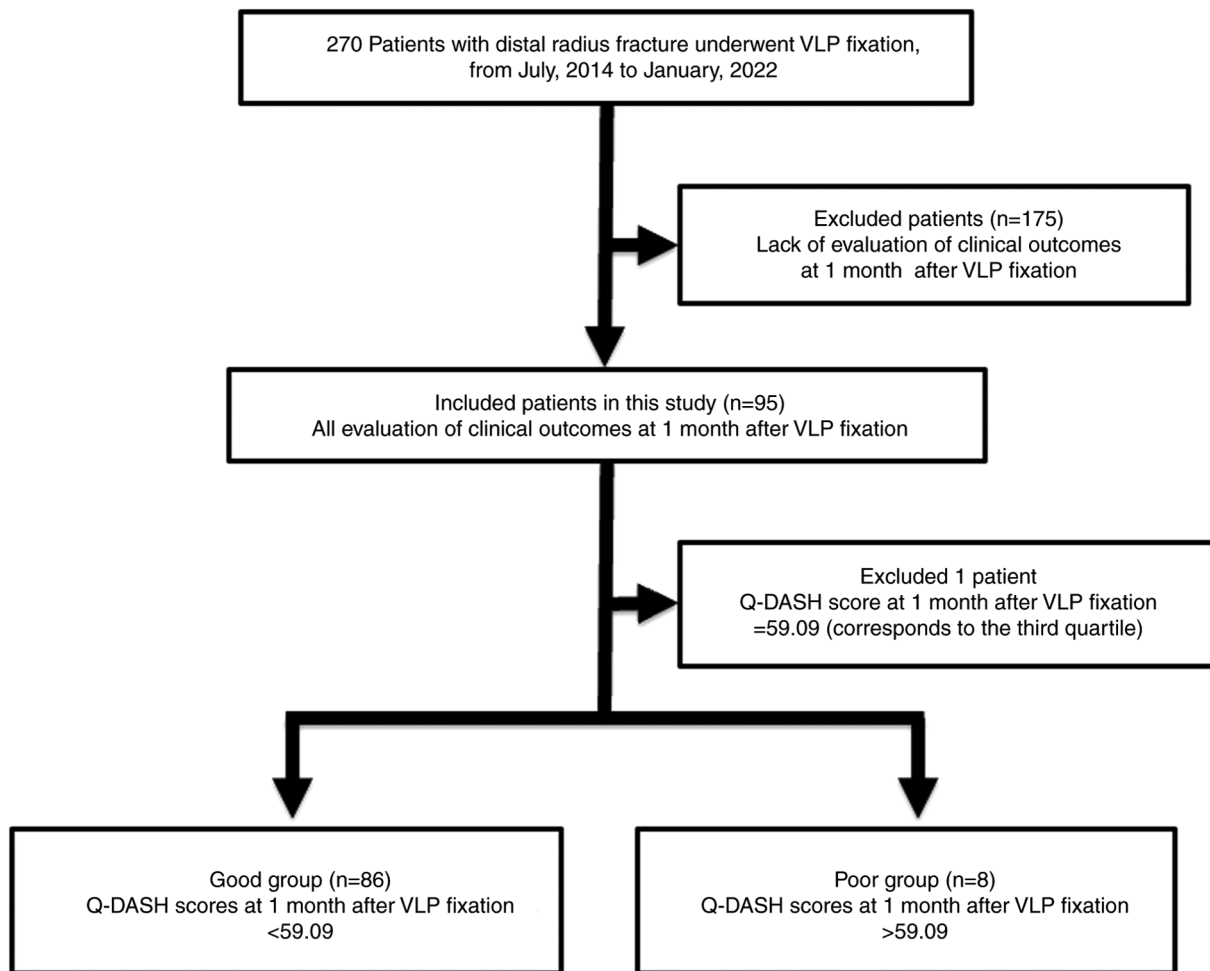 270 Patients with distal radius fracture underwent VLP fixation,
from July, 2014 to January, 2022
Excluded patients (n=175)
Lack of evaluation of clinical outcomes
at 1 month after VLP fixation
Included patients in this study (n=95)
All evaluation of clinical outcomes at 1 month after VLP fixation
Excluded 1 patient
Q-DASH score at 1 month after VLP fixation
=59.09 (corresponds to the third quartile)
Good group (n=86)
Q-DASH scores at 1 month after VLP fixation
<59.09
Poor group (n=8)
Q-DASH scores at 1 month after VLP fixation
>59.09